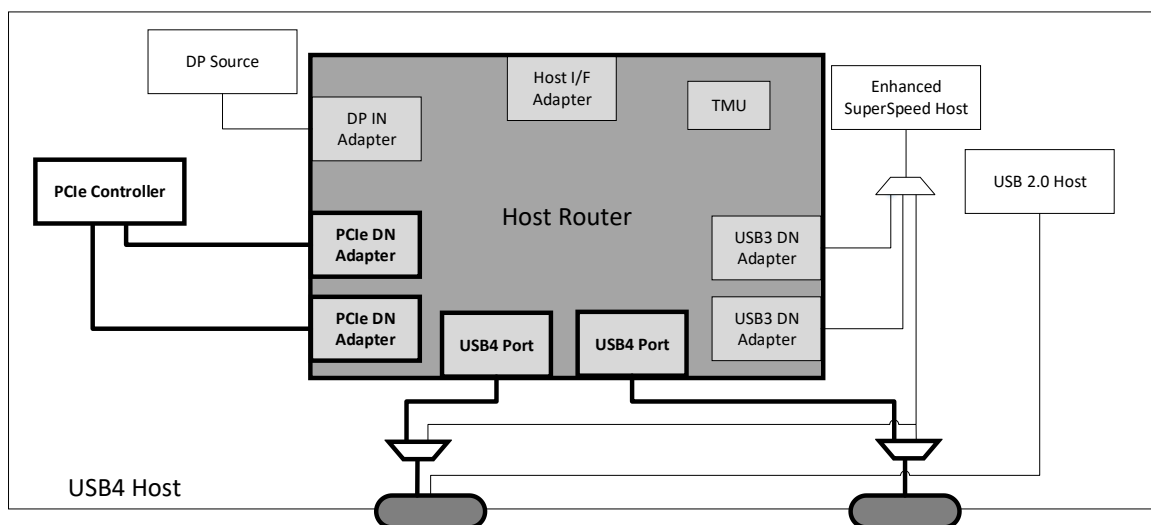 DP Source
Host I/F
Adapter
TMU
Enhanced
SuperSpeed Host
DP IN
Adapter
PCIe Controller
USB 2.0 Host
Host Router
PCIe DN
Adapter
USB3 DN
Adapter
PCIe DN
Adapter
USB4 Port
USB4 Port
USB3 DN
Adapter
USB4 Host